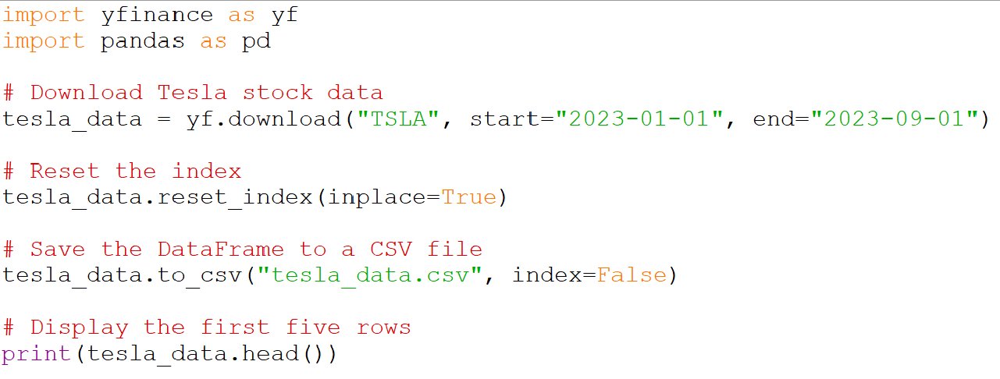 import yfinance as yf
import pandas as pd
# Download Tesla stock data
tesla_data = yf.download("TSLA", start="2023-01-01", end="2023-09-01")
# Reset the index
tesla_data.reset_index(inplace=True)
# Save the DataFrame to a CSV file
tesla_data.to_csv("tesla_data.csv", index=False)
# Display the first five rows
print(tesla_data.head())